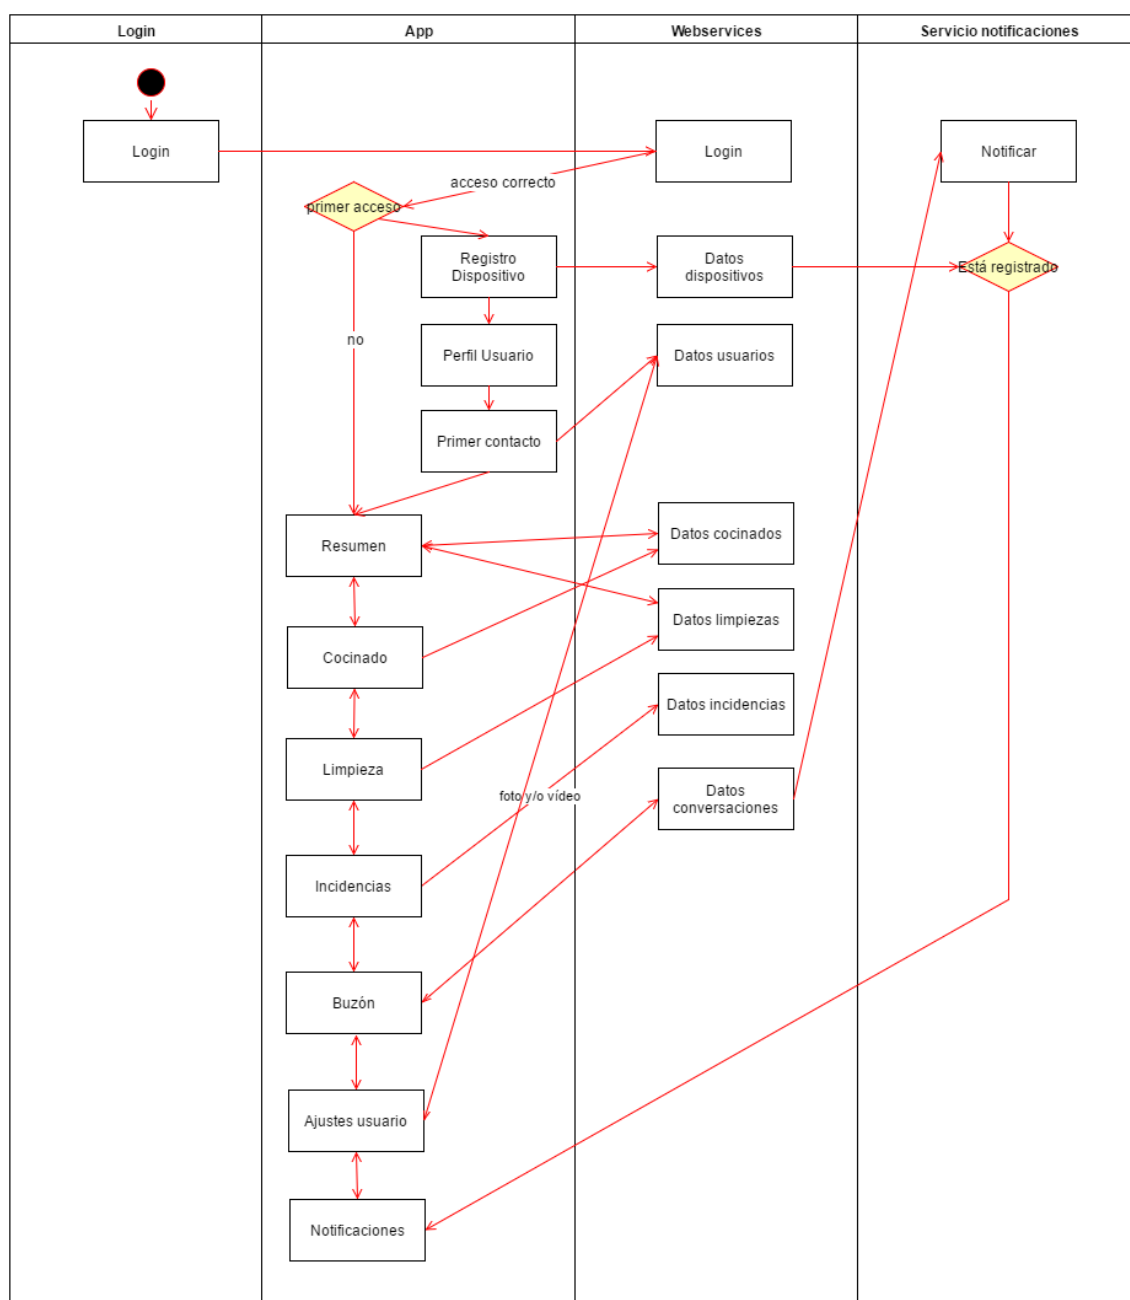 Login
App
Webservices
Servicio notificaciones
Login
Login
Notificar
acceso correcto
primer acceso
Registro
Dispositivo
Datos
dispositivos
Está registrado
no
Perfil Usuario
Datos usuarios
Primer contacto
Resumen
Datos cocinados
Datos limpiezas
Cocinado
Datos incidencias
Limpieza
foto y/o vídeo
Datos
conversaciones
Incidencias
Buzón
Ajustes usuario
Notificaciones